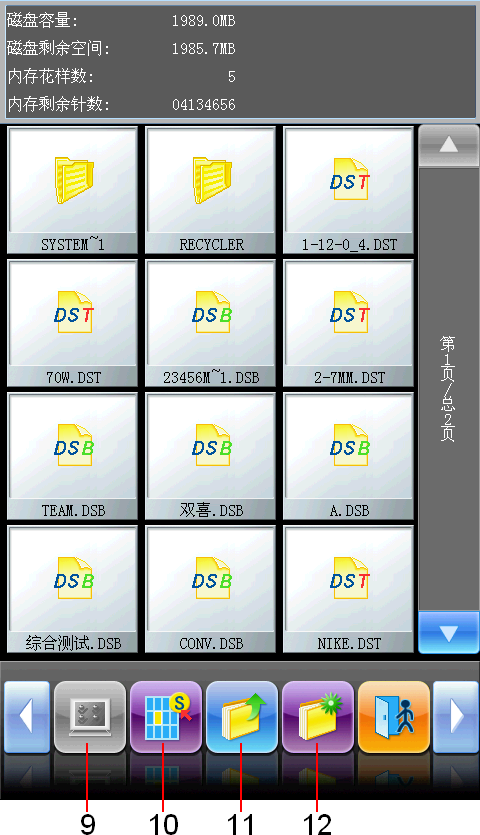 磁盘容量: 1989.0MB
磁盘剩余空间: 1985.7MB
内存花样数: 5
内存剩余针数: 04134656
DST
SYSTEM~1 RECYCLER 1-12-0_4.DST
DST DSB DST
70W.DST 23456M~1.DSB 2-7MM.DST
DSB DSB DSB
TEAM.DSB 双喜.DSB A.DSB
DSB DSB DST
综合测试.DSB CONV.DSB NIKE.DST
第1页/总2页
S
9 10 11 12